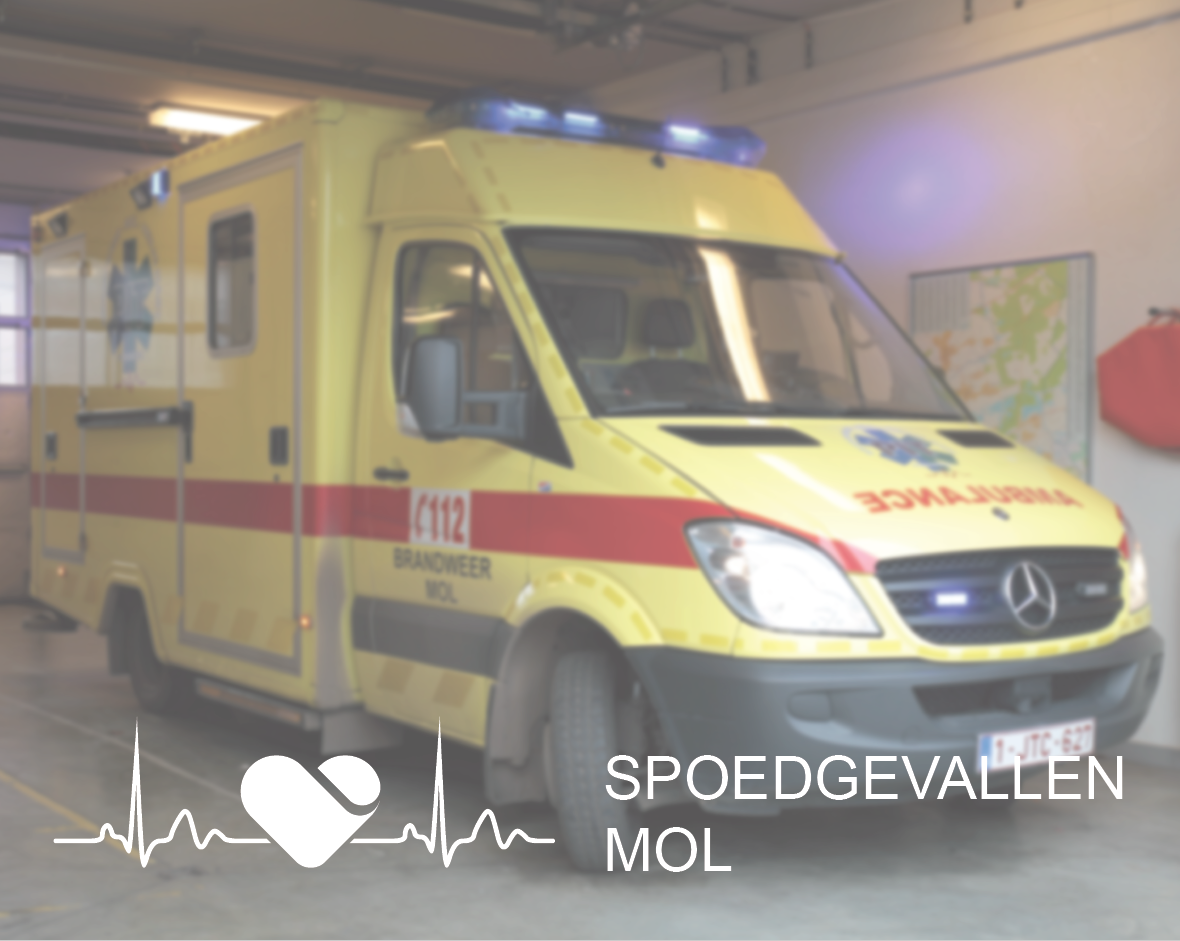 112
BRANDWEER
MOL
AMBULANCE
1-JTC-627
SPOEDGEVALLEN
MOL